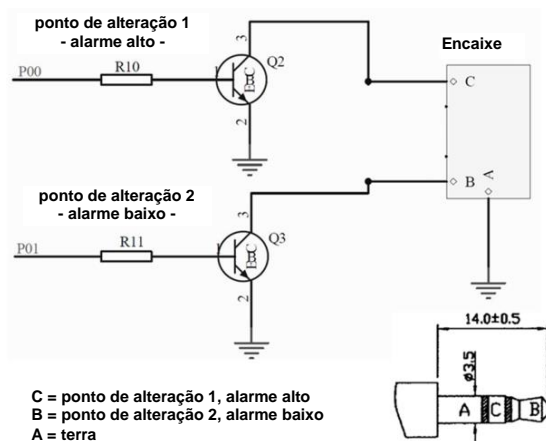 ponto de alteração 1
- alarme alto -
Encaixe
P00
R10
1
3
C
B
E
Q2
2
C
B
A
ponto de alteração 2
- alarme baixo -
P01
R11
1
3
C
B
E
Q3
2
14.0±0.5
ø3.5
A
C
B
C = ponto de alteração 1, alarme alto
B = ponto de alteração 2, alarme baixo
A = terra